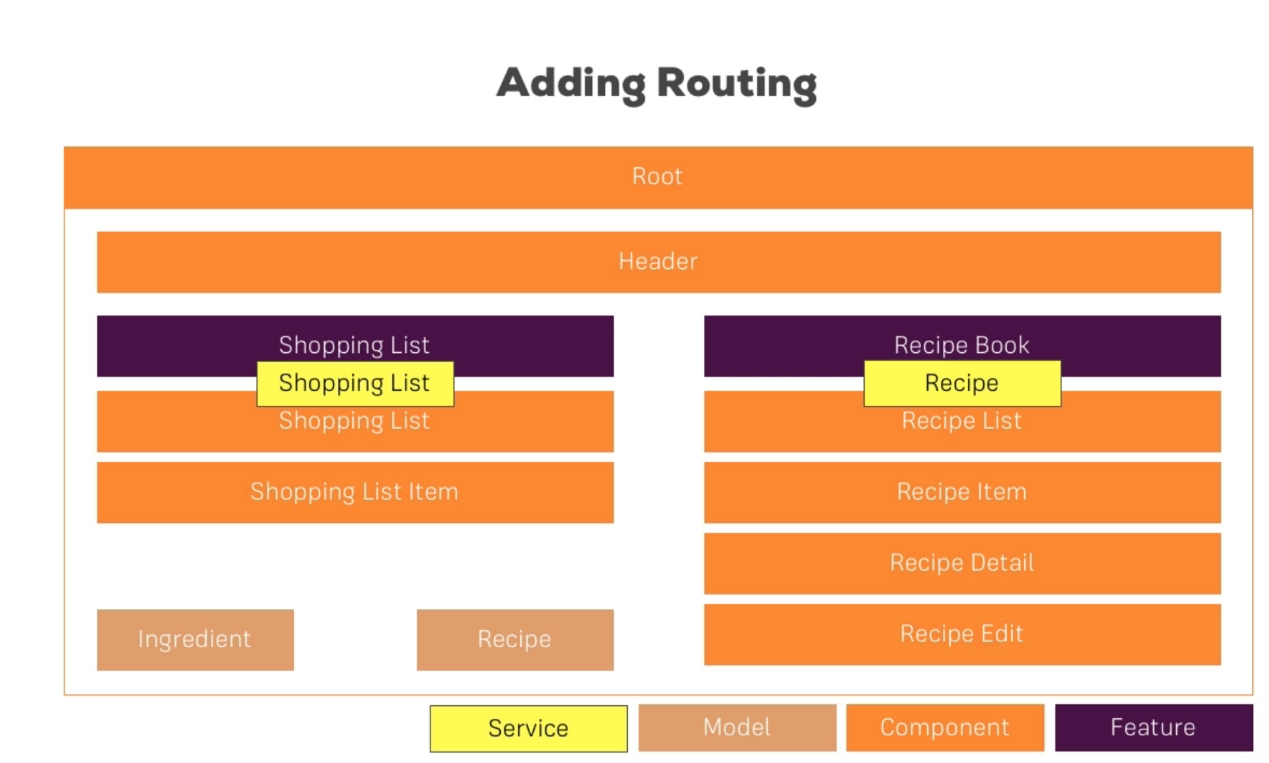 Adding Routing
Root
Header
Shopping List
Recipe Book
Shopping List
Recipe
Shopping List
Recipe List
Shopping List Item
Recipe Item
Recipe Detail
Ingredient
Recipe
Recipe Edit
Service
Model
Component
Feature